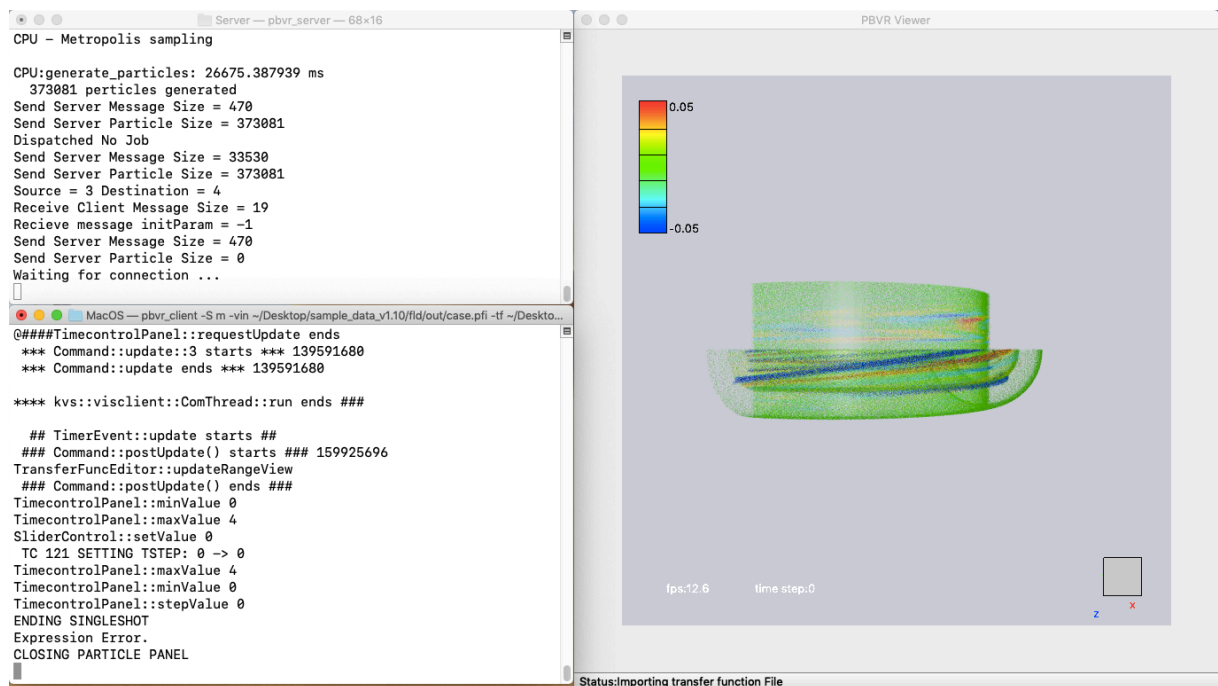 Server — pbvr_server — 68×16
CPU - Metropolis sampling
CPU:generate_particles: 26675.387939 ms
373081 perticles generated
Send Server Message Size = 470
Send Server Particle Size = 373081
Dispatched No Job
Send Server Message Size = 33530
Send Server Particle Size = 373081
Source = 3 Destination = 4
Receive Client Message Size = 19
Recieve message initParam = -1
Send Server Message Size = 470
Send Server Particle Size = 0
Waiting for connection ...
MacOS — pbvr_client -S m -vin ~/Desktop/sample_data_v1.10/fld/out/case.pfi -tf ~/Deskto...
@####TimecontrolPanel::requestUpdate ends
*** Command::update::3 starts *** 139591680
*** Command::update ends *** 139591680
**** kvs::visclient::ComThread::run ends ###
## TimerEvent::update starts ##
### Command::postUpdate() starts ### 159925696
TransferFuncEditor::updateRangeView
### Command::postUpdate() ends ###
TimecontrolPanel::minValue 0
TimecontrolPanel::maxValue 4
SliderControl::setValue 0
TC 121 SETTING TSTEP: 0 -> 0
TimecontrolPanel::maxValue 4
TimecontrolPanel::minValue 0
TimecontrolPanel::stepValue 0
ENDING SINGLESHOT
Expression Error.
CLOSING PARTICLE PANEL
PBVR Viewer
0.05
-0.05
fps:12.6 time step:0
x
z
Status:Importing transfer function File